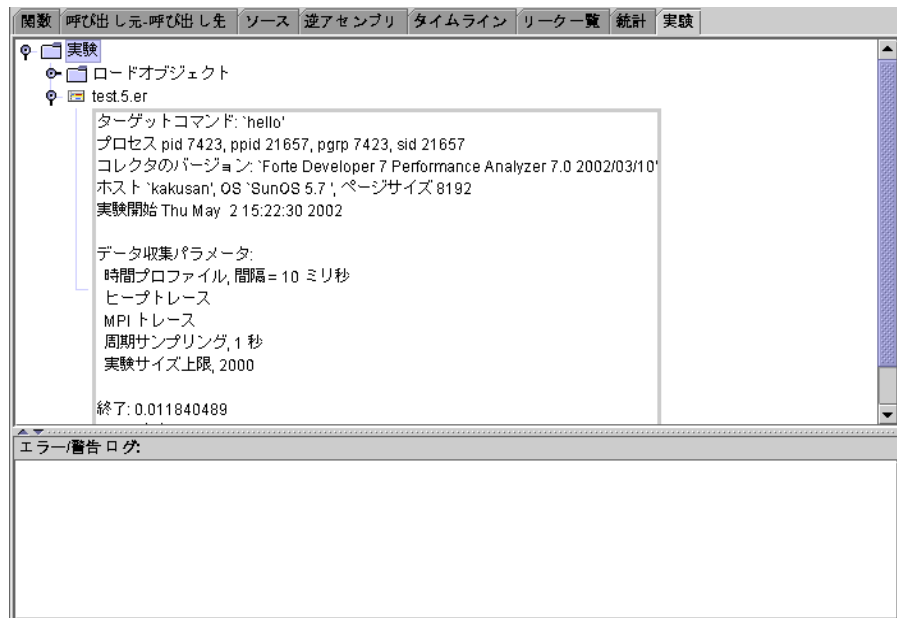 関数 呼び出し元-呼び出し先 ソース 逆アセンブリ タイムライン リーク一覧 統計 実験
実験
ロードオブジェクト
test.5.er
ターゲットコマンド: `hello'
プロセス pid 7423, ppid 21657, pgrp 7423, sid 21657
コレクタのバージョン: `Forte Developer 7 Performance Analyzer 7.0 2002/03/10'
ホスト `kakusan', OS `SunOS 5.7 ', ページサイズ 8192
実験開始 Thu May 2 15:22:30 2002
データ収集パラメータ:
時間プロファイル, 間隔= 10 ミリ秒
ヒープトレース
MPI トレース
周期サンプリング, 1 秒
実験サイズ上限, 2000
終了: 0.011840489
エラー/警告ログ: